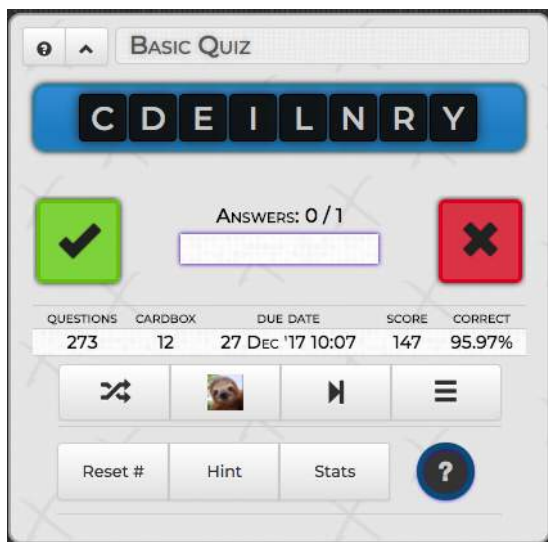 Basic Quiz
C D E I L N R Y
Answers: 0 / 1
QUESTIONS CARDBOX DUE DATE SCORE CORRECT
273 12 27 Dec '17 10:07 147 95.97%
Reset # Hint Stats ?